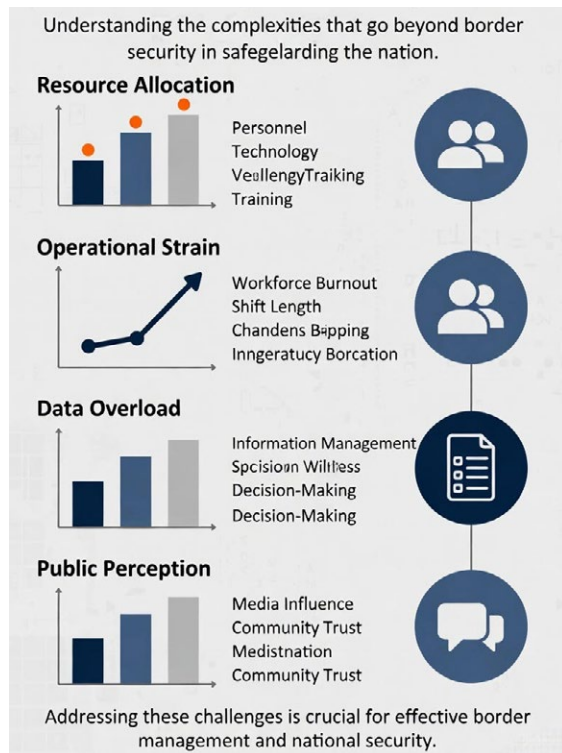 Understanding the complexities that go beyond border
security in safegelarding the nation.
Resource Allocation
Personnel
Technology
Training
Operational Strain
Workforce Burnout
Shift Length
Chandens
Inngeratucy Borcation
Data Overload
Information Management
Decision-Making
Decision-Making
Public Perception
Media Influence
Community Trust
Medistnation
Community Trust
Addressing these challenges is crucial for effective border
management and national security.